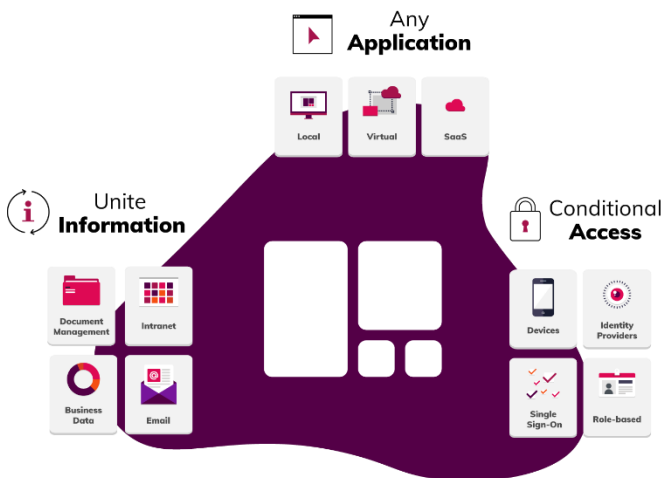 Any
Application
Local
Virtual
SaaS
Unite
Information
Document
Management
Intranet
Business
Data
Email
Conditional
Access
Devices
Identity
Providers
Single
Sign-On
Role-based